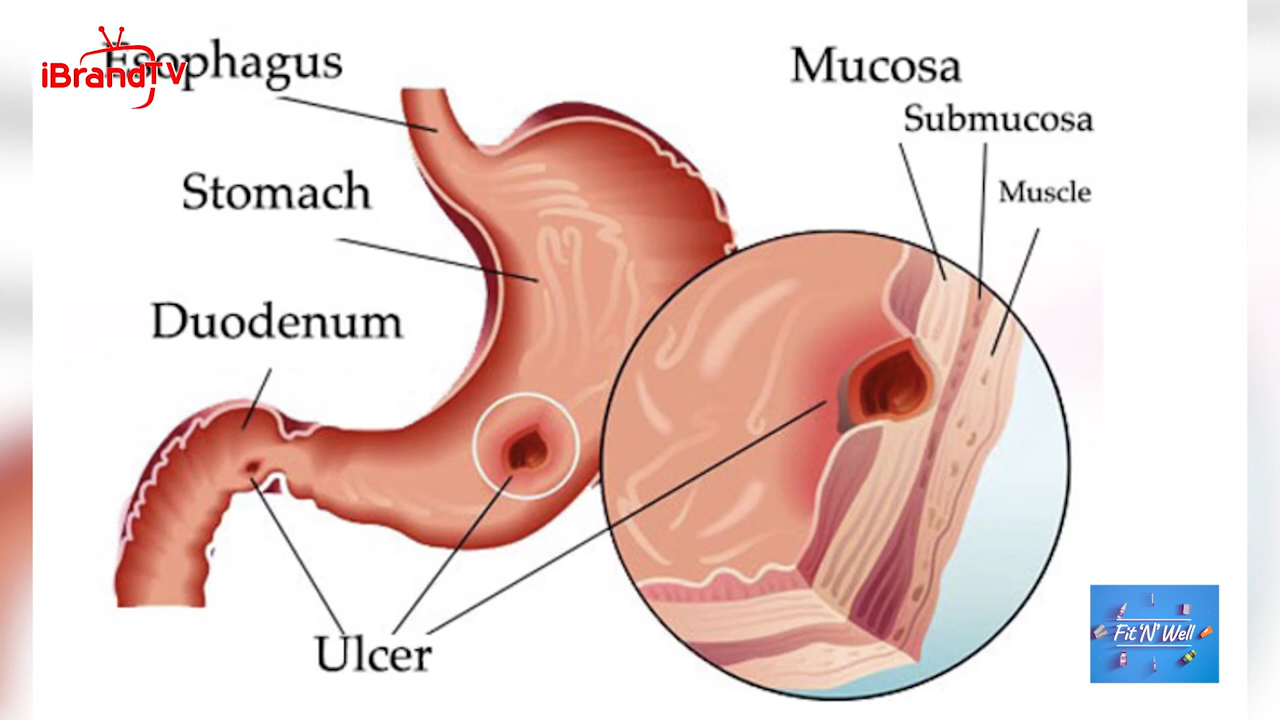 iBrandTV
Esophagus
Mucosa
Submucosa
Stomach
Muscle
Duodenum
Ulcer
Fit 'N' Well